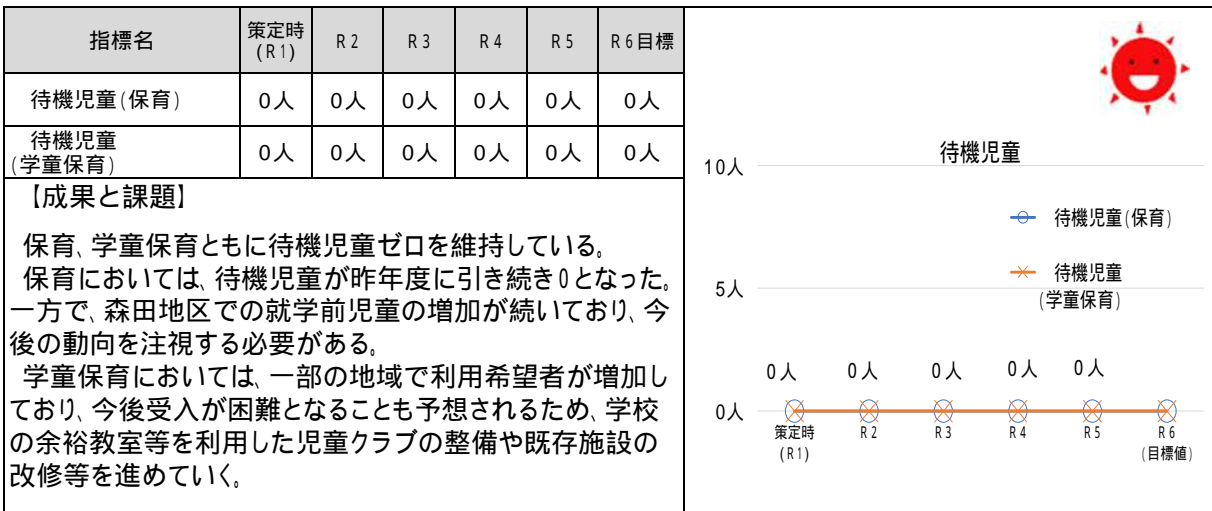 指標名 策定時(R1) R2 R3 R4 R5 R6目標
待機児童(保育) 0人 0人 0人 0人 0人 0人
待機児童(学童保育) 0人 0人 0人 0人 0人 0人
【成果と課題】
保育、学童保育ともに待機児童ゼロを維持している。
保育においては、待機児童が昨年度に引き続き0となった。
一方で、森田地区での就学前児童の増加が続いており、今
後の動向を注視する必要がある。
学童保育においては、一部の地域で利用希望者が増加し
ており、今後受入が困難となることも予想されるため、学校
の余裕教室等を利用した児童クラブの整備や既存施設の
改修等を進めていく。
待機児童
10人
待機児童(保育)
待機児童
(学童保育)
5人
0人 0人 0人 0人 0人
0人
策定時 R2 R3 R4 R5 R6
(R1) (目標値)